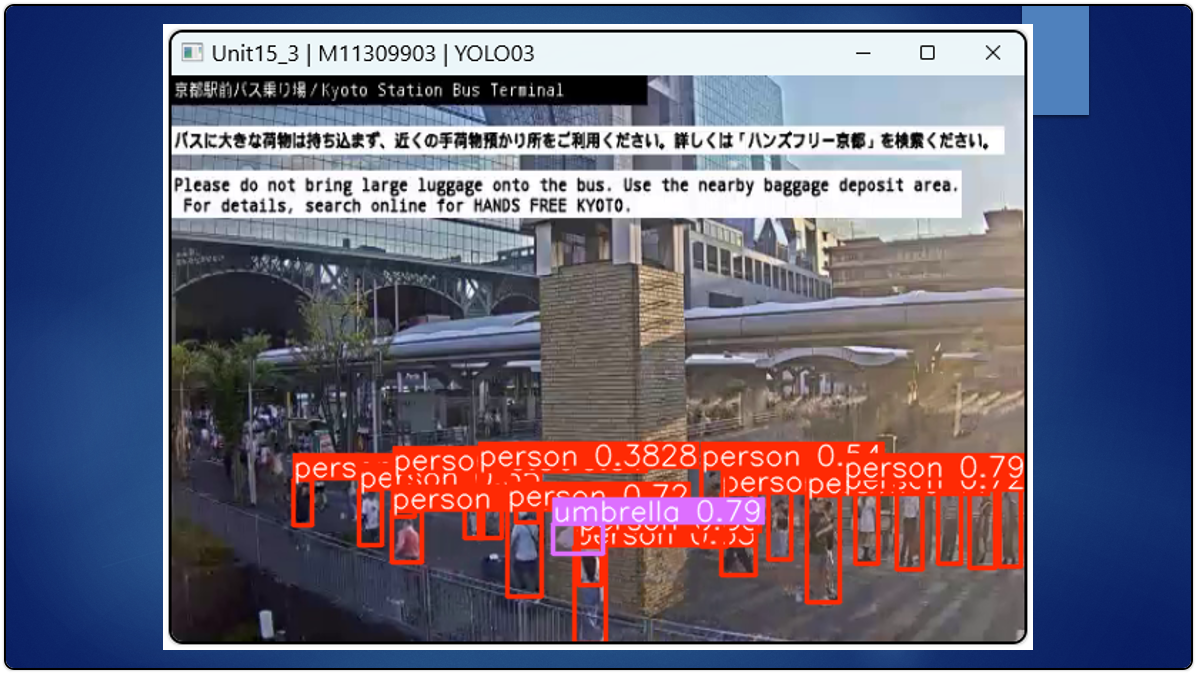 Unit15_3 | M11309903 | YOLO03
京都駅前バス乗り場/Kyoto Station Bus Terminal
バスに大きな荷物は持ち込まず、近くの手荷物預かり所をご利用ください。詳しくは「ハンズフリー京都」を検索ください。
Please do not bring large luggage onto the bus. Use the nearby baggage deposit area.
For details, search online for HANDS FREE KYOTO.
person 0.3828
person 0.54
person 0.79
person
person 0.72
umbrella 0.79